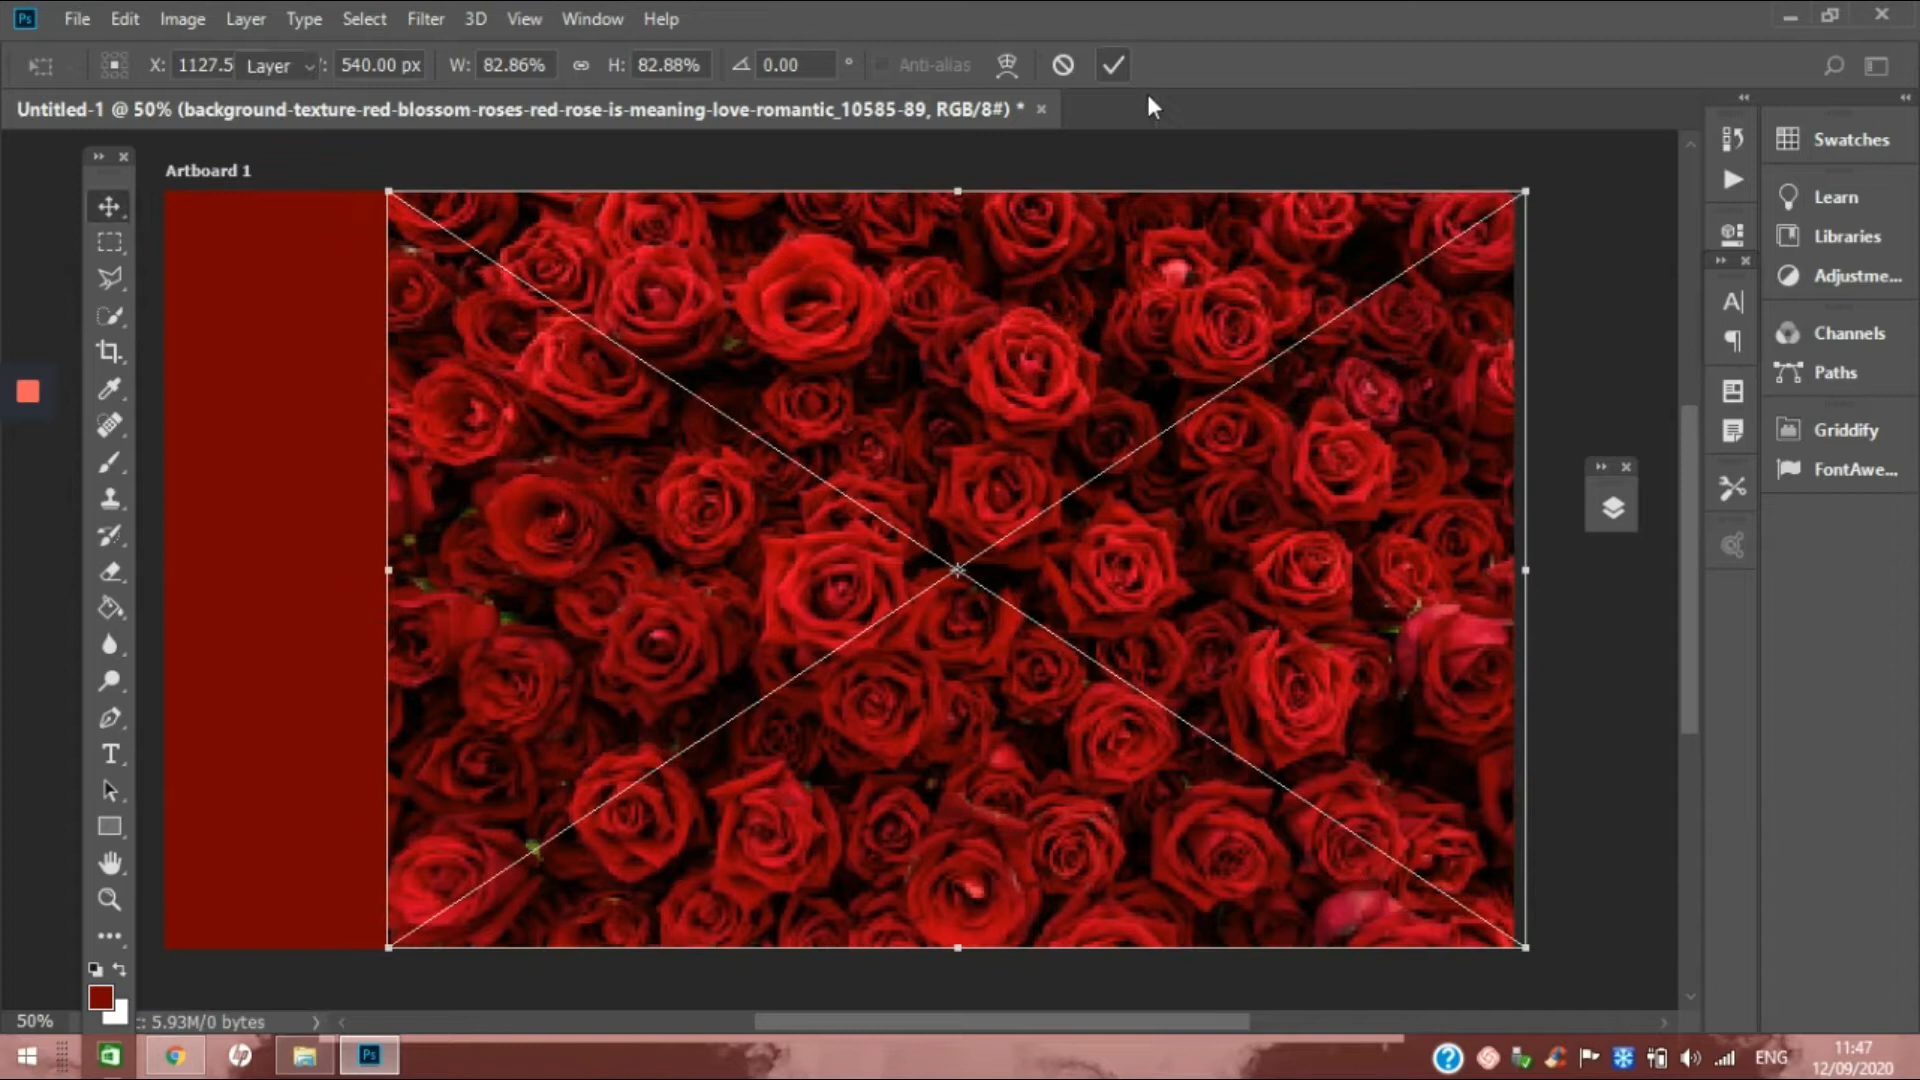 Ps File Edit Image Layer Type Select Filter 3D View Window Help
X: 1127.5 Layer : 540.00 px W: 82.86% H: 82.88% 0.00 ° Anti-alias
Untitled-1 @ 50% (background-texture-red-blossom-roses-red-rose-is-meaning-love-romantic_10585-89, RGB/8#) *
Artboard 1
Swatches
Learn
Libraries
Adjustme...
Channels
Paths
Griddify
FontAwe...
50% : 5.93M/0 bytes
hp Ps ENG 11:47
12/09/2020